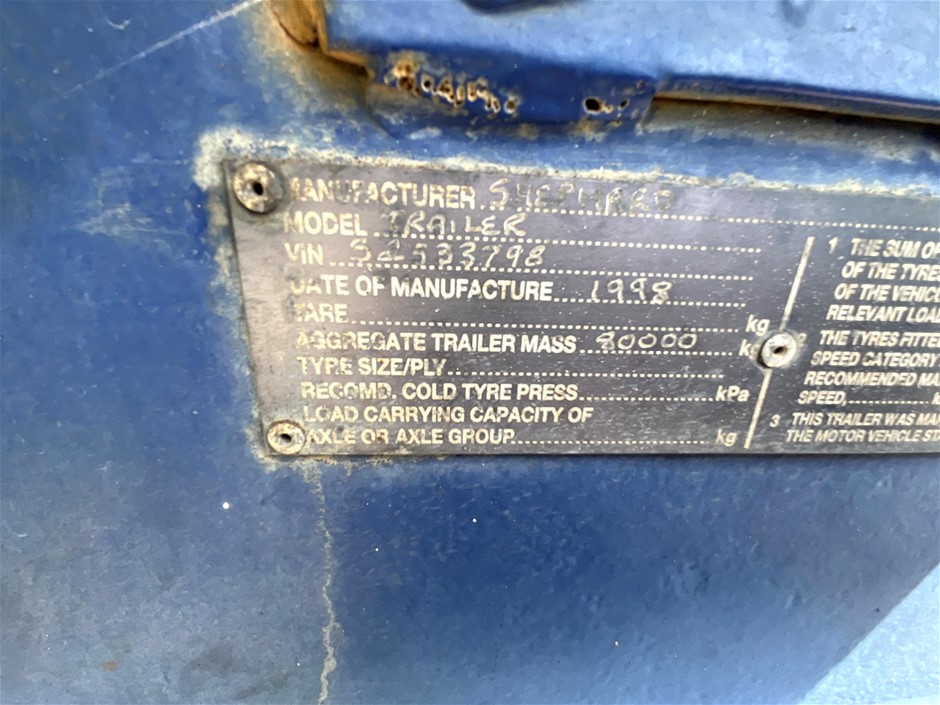 MANUFACTURER SHEPHARD
MODEL TRAILER
VIN
DATE OF MANUFACTURE 1998
TARE kg
AGGREGATE TRAILER MASS 80000 kg
TYPE SIZE/PLY
RECOMD. COLD TYRE PRESS. kPa
LOAD CARRYING CAPACITY OF
AXLE OR AXLE GROUP kg
1 THE SUM OF
OF THE TYRES
OF THE VEHICL
RELEVANT LOA
2 THE TYRES FITTE
SPEED CATEGORY
RECOMMENDED MA
SPEED,
3 THIS TRAILER WAS MA
THE MOTOR VEHICLE ST